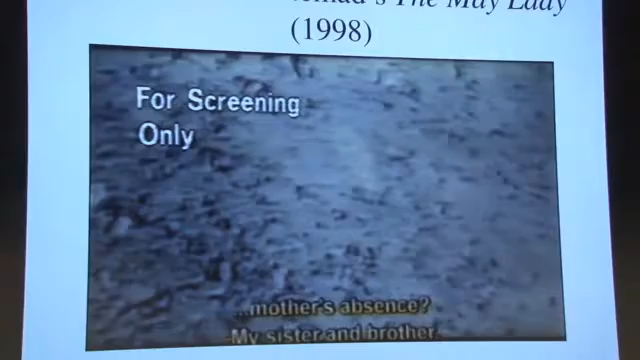 The May Lady
(1998)
For Screening
Only
...mother's absence?
-My sister and brother.